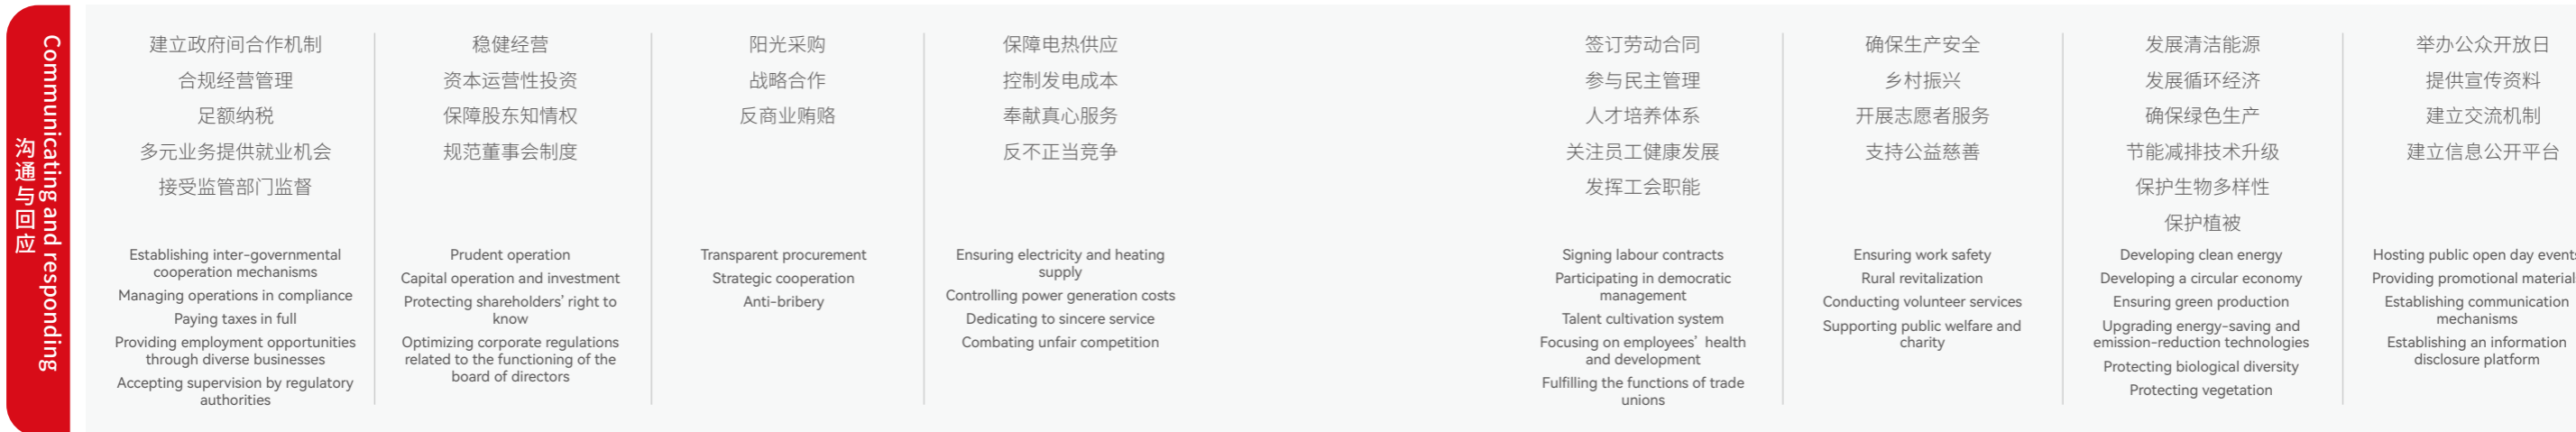 沟通与回应
Communicating and responding
建立政府间合作机制
合规经营管理
足额纳税
多元业务提供就业机会
接受监管部门监督
Establishing inter-governmental
cooperation mechanisms
Managing operations in compliance
Paying taxes in full
Providing employment opportunities
through diverse businesses
Accepting supervision by regulatory
authorities
稳健经营
资本运营性投资
保障股东知情权
规范董事会制度
Prudent operation
Capital operation and investment
Protecting shareholders' right to
know
Optimizing corporate regulations
related to the functioning of the
board of directors
阳光采购
战略合作
反商业贿赂
Transparent procurement
Strategic cooperation
Anti-bribery
保障电热供应
控制发电成本
奉献真心服务
反不正当竞争
Ensuring electricity and heating
supply
Controlling power generation costs
Dedicating to sincere service
Combating unfair competition
签订劳动合同
参与民主管理
人才培养体系
关注员工健康发展
发挥工会职能
Signing labour contracts
Participating in democratic
management
Talent cultivation system
Focusing on employees' health
and development
Fulfilling the functions of trade
unions
确保生产安全
乡村振兴
开展志愿者服务
支持公益慈善
Ensuring work safety
Rural revitalization
Conducting volunteer services
Supporting public welfare and
charity
发展清洁能源
发展循环经济
确保绿色生产
节能减排技术升级
保护生物多样性
保护植被
Developing clean energy
Developing a circular economy
Ensuring green production
Upgrading energy-saving and
emission-reduction technologies
Protecting biological diversity
Protecting vegetation
举办公众开放日
提供宣传资料
建立交流机制
建立信息公开平台
Hosting public open day events
Providing promotional material
Establishing communication
mechanisms
Establishing an information
disclosure platform